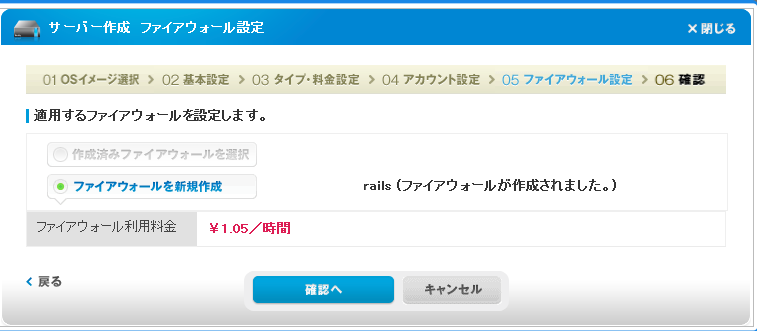 サーバー作成 ファイアウォール設定
×閉じる
01 OSイメージ選択 > 02 基本設定 > 03 タイプ・料金設定 > 04 アカウント設定 > 05 ファイアウォール設定 > 06 確認
適用するファイアウォールを設定します。
作成済みファイアウォールを選択
ファイアウォールを新規作成
rails (ファイアウォールが作成されました。)
ファイアウォール利用料金
¥1.05/時間
< 戻る
確認へ
キャンセル